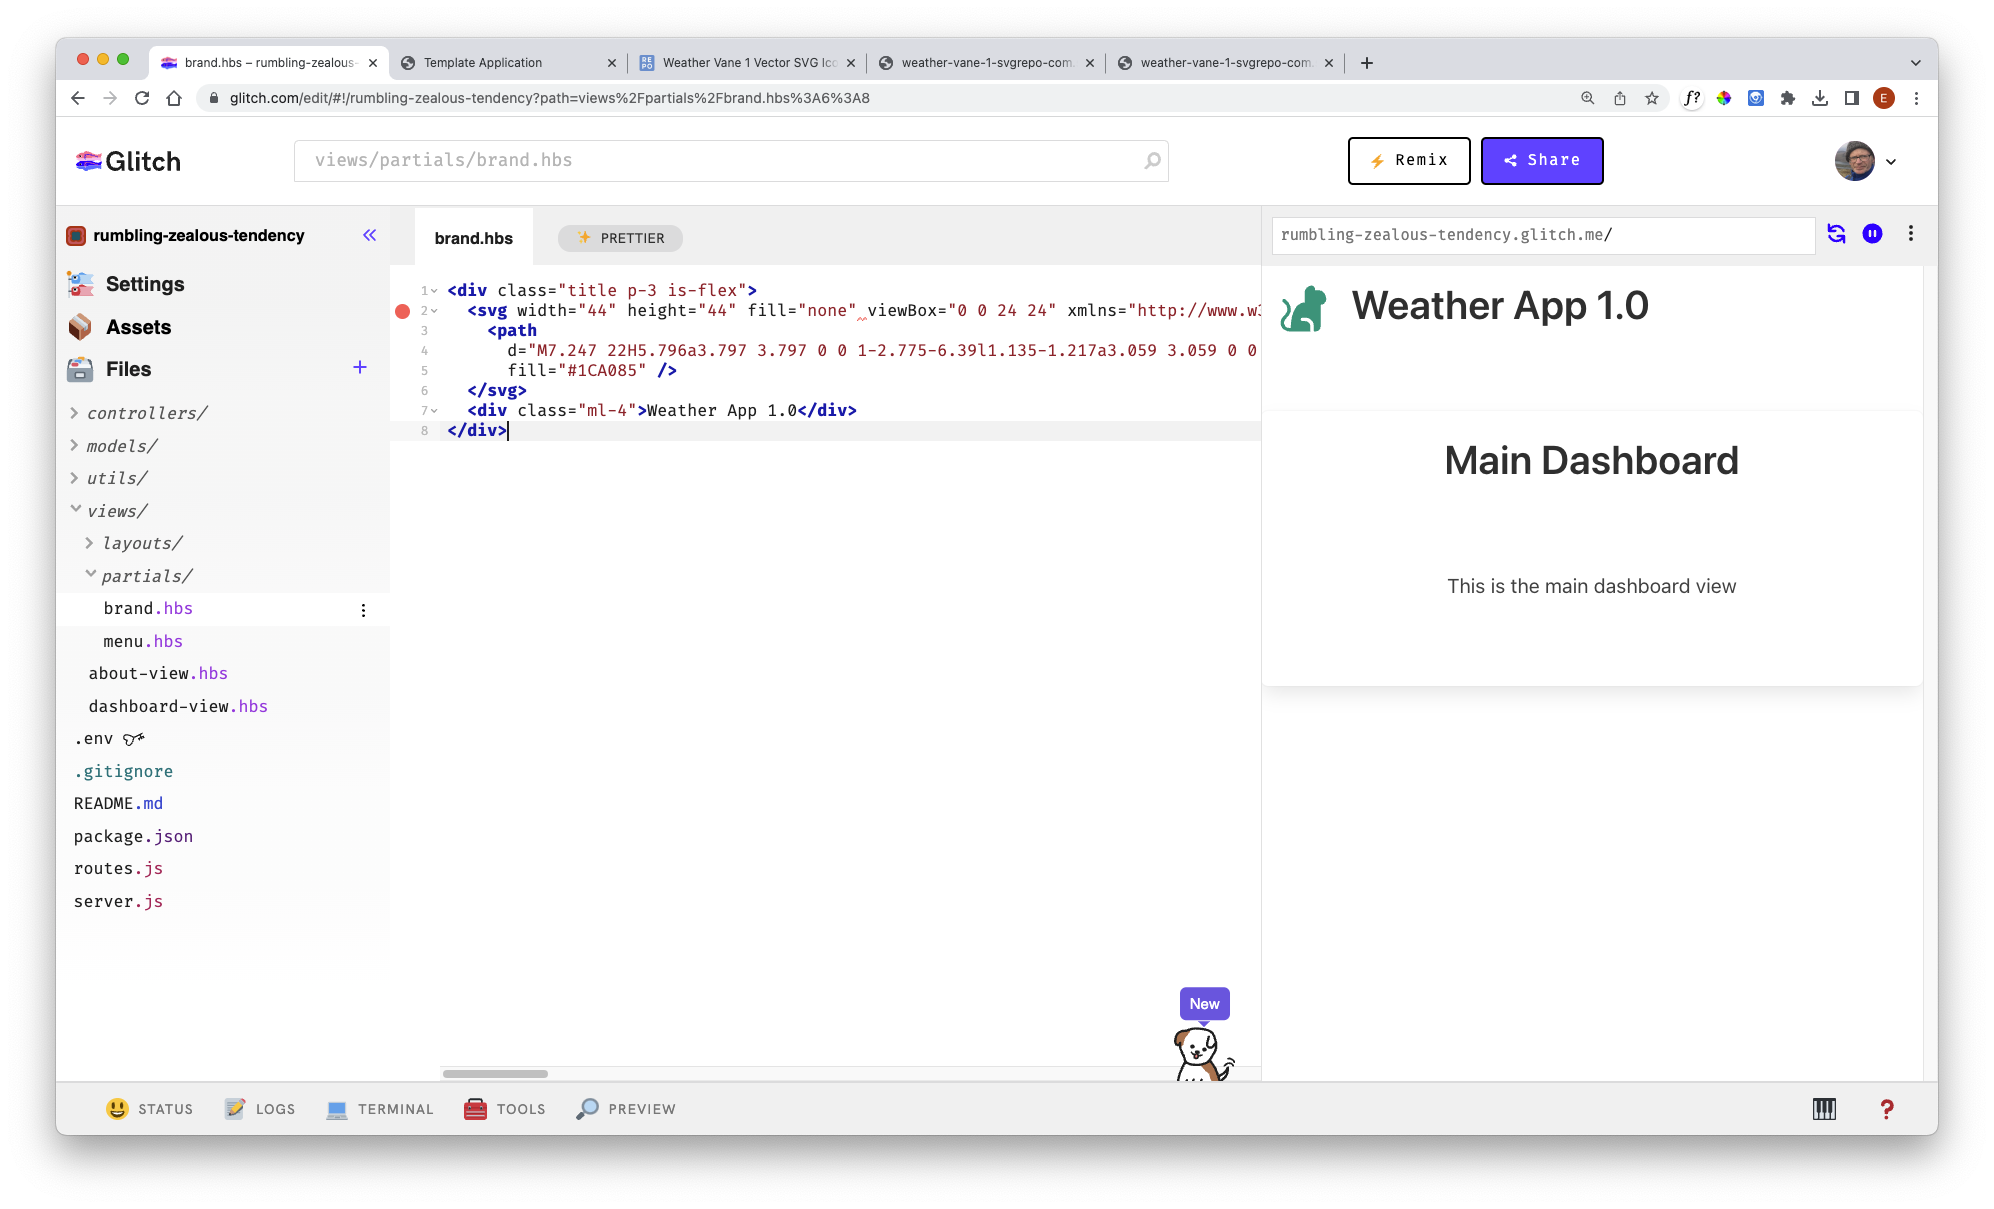 brand.hbs – rumbling-zealous-
Template Application
Weather Vane 1 Vector SVG Ico
weather-vane-1-svgrepo-com.
weather-vane-1-svgrepo-com.
glitch.com/edit/#!/rumbling-zealous-tendency?path=views%2Fpartials%2Fbrand.hbs%3A6%3A8
f?
E
Glitch
views/partials/brand.hbs
Remix
Share
rumbling-zealous-tendency
Settings
Assets
Files
controllers/
models/
utils/
views/
layouts/
partials/
brand.hbs
menu.hbs
about-view.hbs
dashboard-view.hbs
.env
.gitignore
README.md
package.json
routes.js
server.js
brand.hbs
PRETTIER
1 <div class="title p-3 is-flex">
2 <svg width="44" height="44" fill="none" viewBox="0 0 24 24" xmlns="http://www.w3
3 <path
4 d="M7.247 22H5.796a3.797 3.797 0 0 1-2.775-6.39l1.135-1.217a3.059 3.059 0 0
5 fill="#1CA085" />
6 </svg>
7 <div class="ml-4">Weather App 1.0</div>
8 </div>
New
rumbling-zealous-tendency.glitch.me/
Weather App 1.0
Main Dashboard
This is the main dashboard view
STATUS
LOGS
TERMINAL
TOOLS
PREVIEW
?